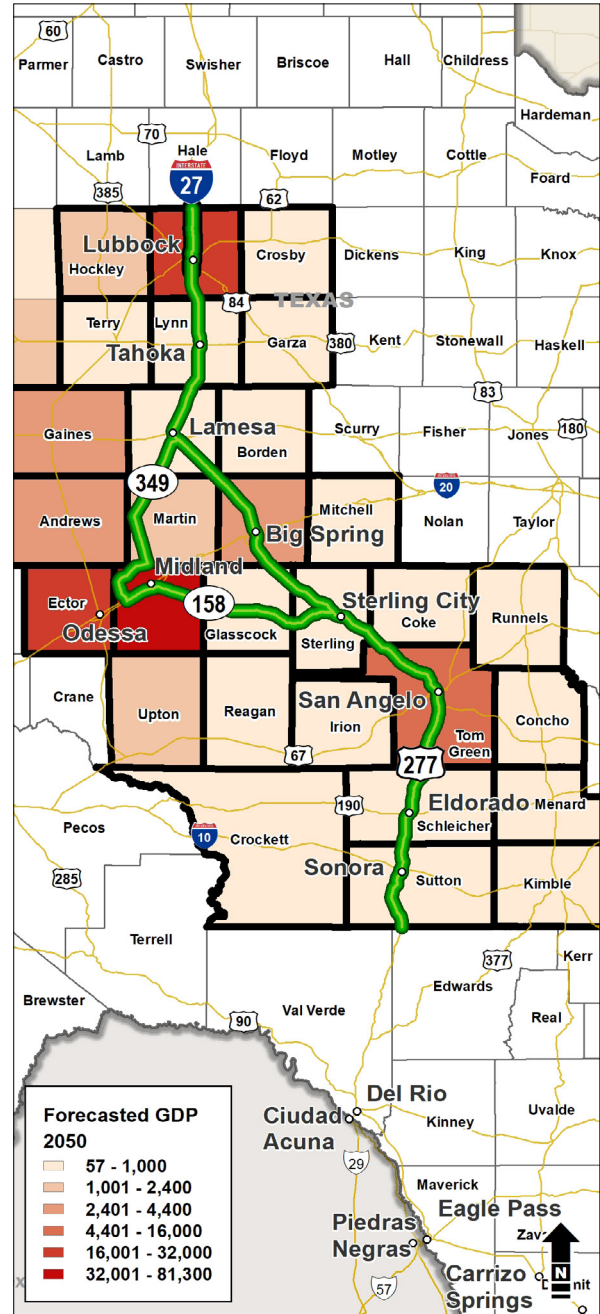 60
Parmer
Castro
Swisher
Briscoe
Hall
Childress
Hardeman
70
Lamb
Hale
Floyd
Motley
Cottle
Foard
INTERSTATE
27
385
62
Lubbock
Hockley
Crosby
Dickens
King
Knox
84
TEXAS
Terry
Lynn
Garza
380
Kent
Stonewall
Haskell
Tahoka
83
Gaines
Lamesa
Borden
Scurry
Fisher
Jones
180
349
20
Andrews
Martin
Mitchell
Nolan
Taylor
Big Spring
Midland
Ector
158
Sterling City
Odessa
Glasscock
Sterling
Coke
Runnels
Crane
Upton
Reagan
San Angelo
Irion
Tom
Green
Concho
67
277
190
Eldorado
Menard
Pecos
10
Crockett
Schleicher
Sonora
Sutton
Kimble
285
Terrell
377
Kerr
Brewster
Val Verde
Edwards
90
Real
Del Rio
Ciudad
Acuna
Kinney
Uvalde
29
Maverick
Piedras
Negras
Eagle Pass
Zav
N
57
Carrizo
Springs
D
mit
Forecasted GDP
2050
57 - 1,000
1,001 - 2,400
2,401 - 4,400
4,401 - 16,000
16,001 - 32,000
32,001 - 81,300